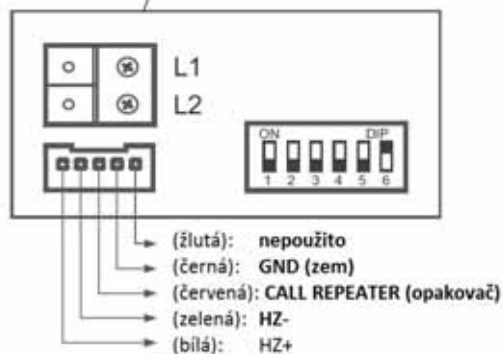 L1
L2
ON DIP
1 2 3 4 5 6
(žlutá): nepoužito
(černá): GND (zem)
(červená): CALL REPEATER (opakovač)
(zelená): HZ-
(bílá): HZ+